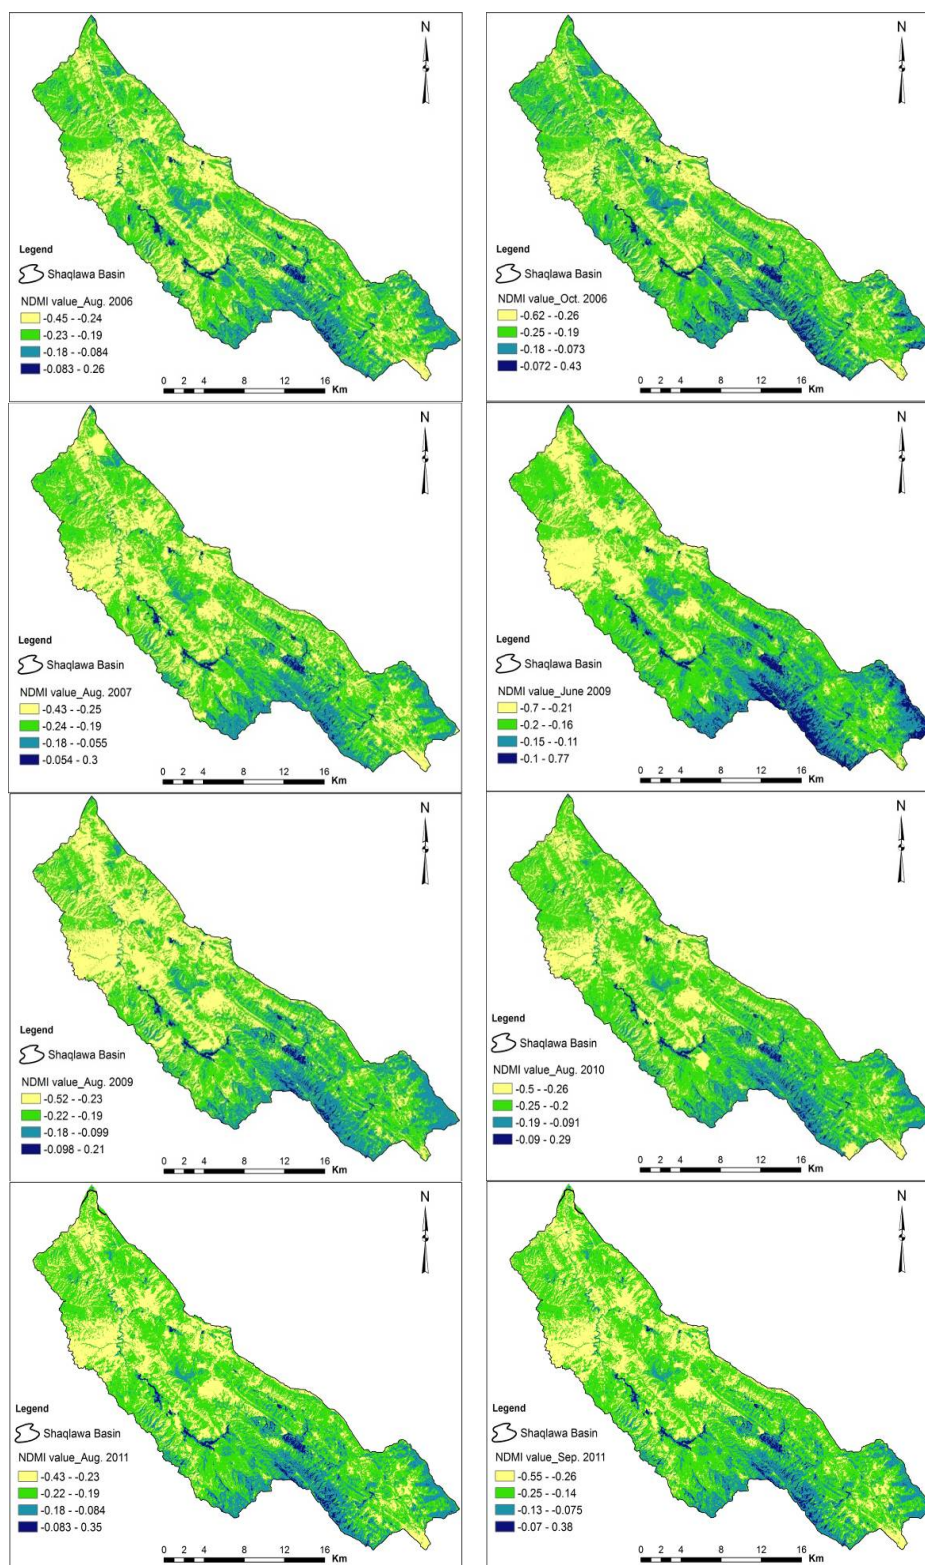 N
Legend
Shaqlawa Basin
NDMI value_Aug. 2006
-0.45 - -0.24
-0.23 - -0.19
-0.18 - -0.084
-0.083 - 0.26
0 2 4 8 12 16
Km
N
Legend
Shaqlawa Basin
NDMI value_Oct. 2006
-0.62 - -0.26
-0.25 - -0.19
-0.18 - -0.073
-0.072 - 0.43
0 2 4 8 12 16
Km
N
Legend
Shaqlawa Basin
NDMI value_Aug. 2007
-0.43 - -0.25
-0.24 - -0.19
-0.18 - -0.055
-0.054 - 0.3
0 2 4 8 12 16
Km
N
Legend
Shaqlawa Basin
NDMI value_June 2009
-0.7 - -0.21
-0.2 - -0.16
-0.15 - -0.11
-0.1 - 0.77
0 2 4 8 12 16
Km
N
Legend
Shaqlawa Basin
NDMI value_Aug. 2009
-0.52 - -0.23
-0.22 - -0.19
-0.18 - -0.099
-0.098 - 0.21
0 2 4 8 12 16
Km
N
Legend
Shaqlawa Basin
NDMI value_Aug. 2010
-0.5 - -0.26
-0.25 - -0.2
-0.19 - -0.091
-0.09 - 0.29
0 2 4 8 12 16
Km
N
Legend
Shaqlawa Basin
NDMI value_Aug. 2011
-0.43 - -0.23
-0.22 - -0.19
-0.18 - -0.084
-0.083 - 0.35
0 2 4 8 12 16
Km
N
Legend
Shaqlawa Basin
NDMI value_Sep. 2011
-0.55 - -0.26
-0.25 - -0.14
-0.13 - -0.075
-0.07 - 0.38
0 2 4 8 12 16
Km